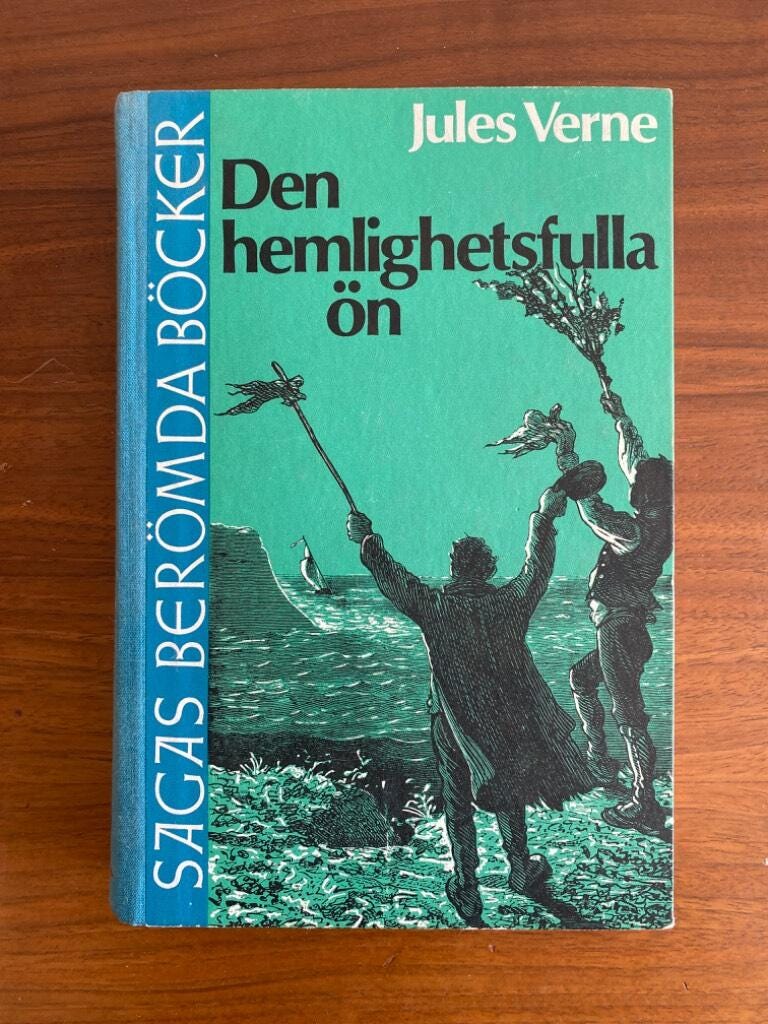 Jules Verne
Den
hemlighetsfulla
ön
SAGAS BERÖMDA BÖCKER